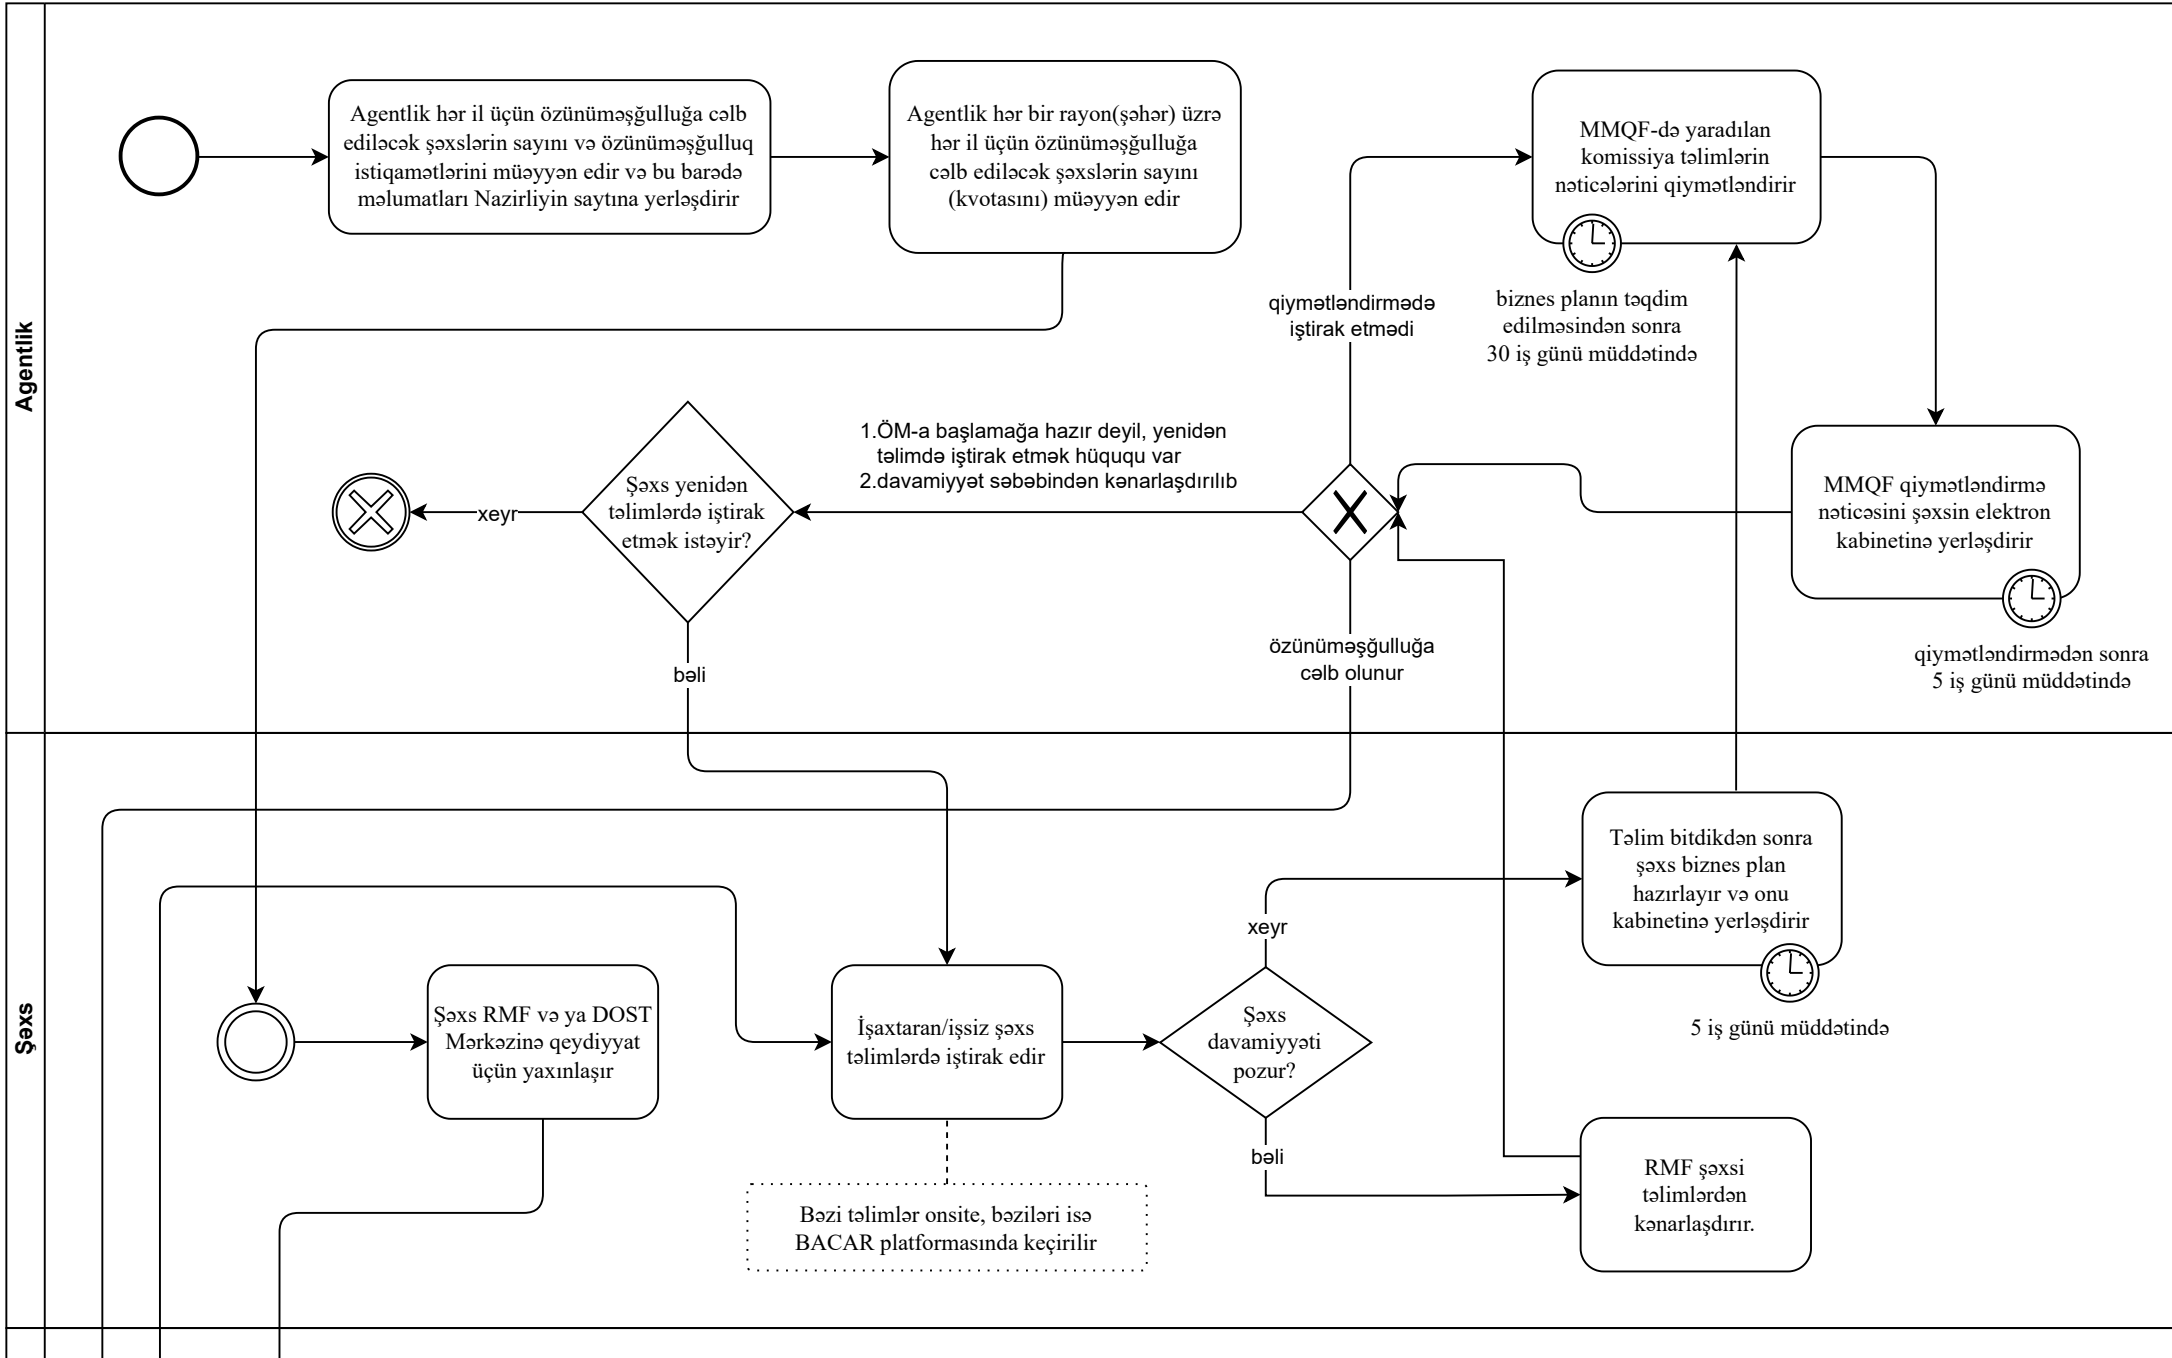 Agentlik
Agentlik hər il üçün özünüməşğulluğa cəlb
ediləcək şəxslərin sayını və özünüməşğulluq
istiqamətlərini müəyyən edir və bu barədə
məlumatları Nazirliyin saytına yerləşdirir
Agentlik hər bir rayon(şəhər) üzrə
hər il üçün özünüməşğulluğa
cəlb ediləcək şəxslərin sayını
(kvotasını) müəyyən edir
MMQF-də yaradılan
komissiya təlimlərin
nəticələrini qiymətləndirir
biznes planın təqdim
edilməsindən sonra
30 iş günü müddətində
qiymətləndirmədə
iştirak etmədi
1.ÖM-a başlamağa hazır deyil, yenidən
təlimdə iştirak etmək hüququ var
2.davamiyyət səbəbindən kənarlaşdırılıb
Şəxs yenidən
təlimlərdə iştirak
etmək istəyir?
xeyr
bəli
MMQF qiymətləndirmə
nəticəsini şəxsin elektron
kabinetinə yerləşdirir
qiymətləndirmədən sonra
5 iş günü müddətində
özünüməşğulluğa
cəlb olunur
Şəxs
Şəxs RMF və ya DOST
Mərkəzinə qeydiyyat
üçün yaxınlaşır
İşaxtaran/işsiz şəxs
təlimlərdə iştirak edir
Bəzi təlimlər onsite, bəziləri isə
BACAR platformasında keçirilir
Şəxs
davamiyyəti
pozur?
xeyr
bəli
Təlim bitdikdən sonra
şəxs biznes plan
hazırlayır və onu
kabinetinə yerləşdirir
5 iş günü müddətində
RMF şəxsi
təlimlərdən
kənarlaşdırır.